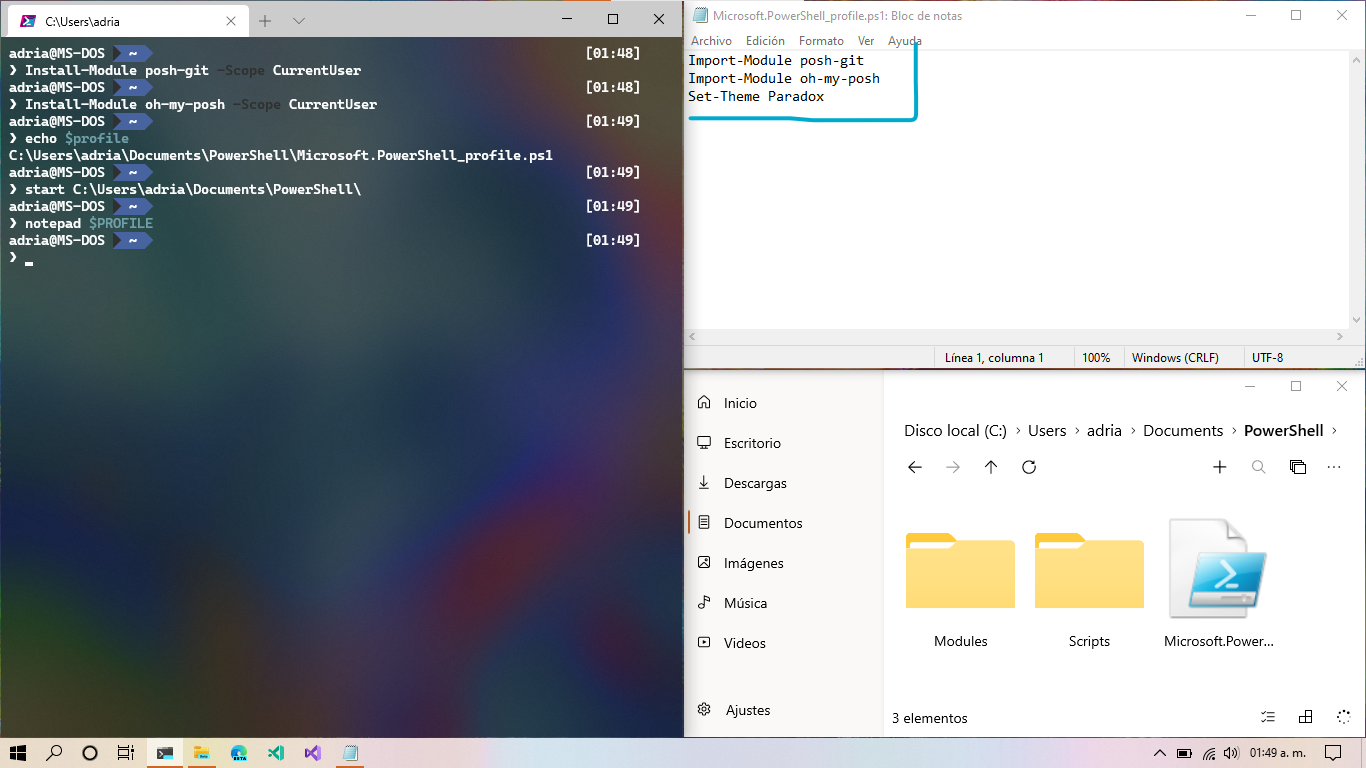 C:\Users\adria
adria@MS-DOS ~ [01:48]
❯ Install-Module posh-git -Scope CurrentUser
adria@MS-DOS ~ [01:48]
❯ Install-Module oh-my-posh -Scope CurrentUser
adria@MS-DOS ~ [01:49]
❯ echo $profile
C:\Users\adria\Documents\PowerShell\Microsoft.PowerShell_profile.ps1
adria@MS-DOS ~ [01:49]
❯ start C:\Users\adria\Documents\PowerShell\
adria@MS-DOS ~ [01:49]
❯ notepad $PROFILE
adria@MS-DOS ~ [01:49]
❯
Microsoft.PowerShell_profile.ps1: Bloc de notas
Archivo Edición Formato Ver Ayuda
Import-Module posh-git
Import-Module oh-my-posh
Set-Theme Paradox
Línea 1, columna 1 100% Windows (CRLF) UTF-8
Inicio
Escritorio
Descargas
Documentos
Imágenes
Música
Videos
Ajustes
Disco local (C:) › Users › adria › Documents › PowerShell ›
Modules Scripts Microsoft.Power...
3 elementos
BETA
01:49 a. m.